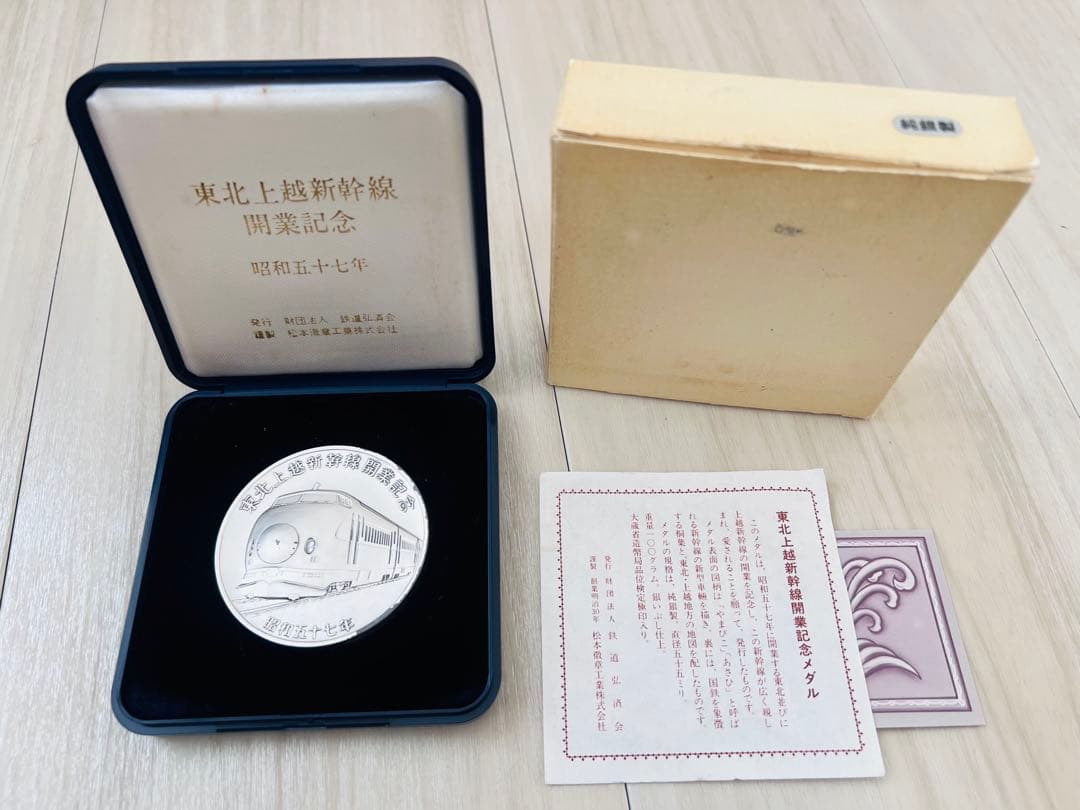 東北上越新幹線
開業記念
昭和五十七年
発行 財団法人 鉄道弘済会
謹製 松本徽章工業株式会社
東北上越新幹線開業記念
昭和五十七年
純銀製
東北上越新幹線開業記念メダル
このメダルは、昭和五十七年に開業する東北並びに
上越新幹線の開業を記念し、この新幹線が広く親し
まれ、愛されることを願って、発行したものです。
メダル表面の図柄は「やまびこ」「あさひ」と呼ば
れる新幹線の新型車輛を描き、裏には、国鉄を象徴
する桐葉と、東北・上越地方の地図を配したものです。
メダルの規格は、純銀製、直径五十五ミリ、
重量一〇〇グラム、銀いぶし仕上。
大蔵省造幣局品位検定極印入り。
発行 財団法人 鉄道弘済会
謹製 創業明治30年 松本徽章工業株式会社